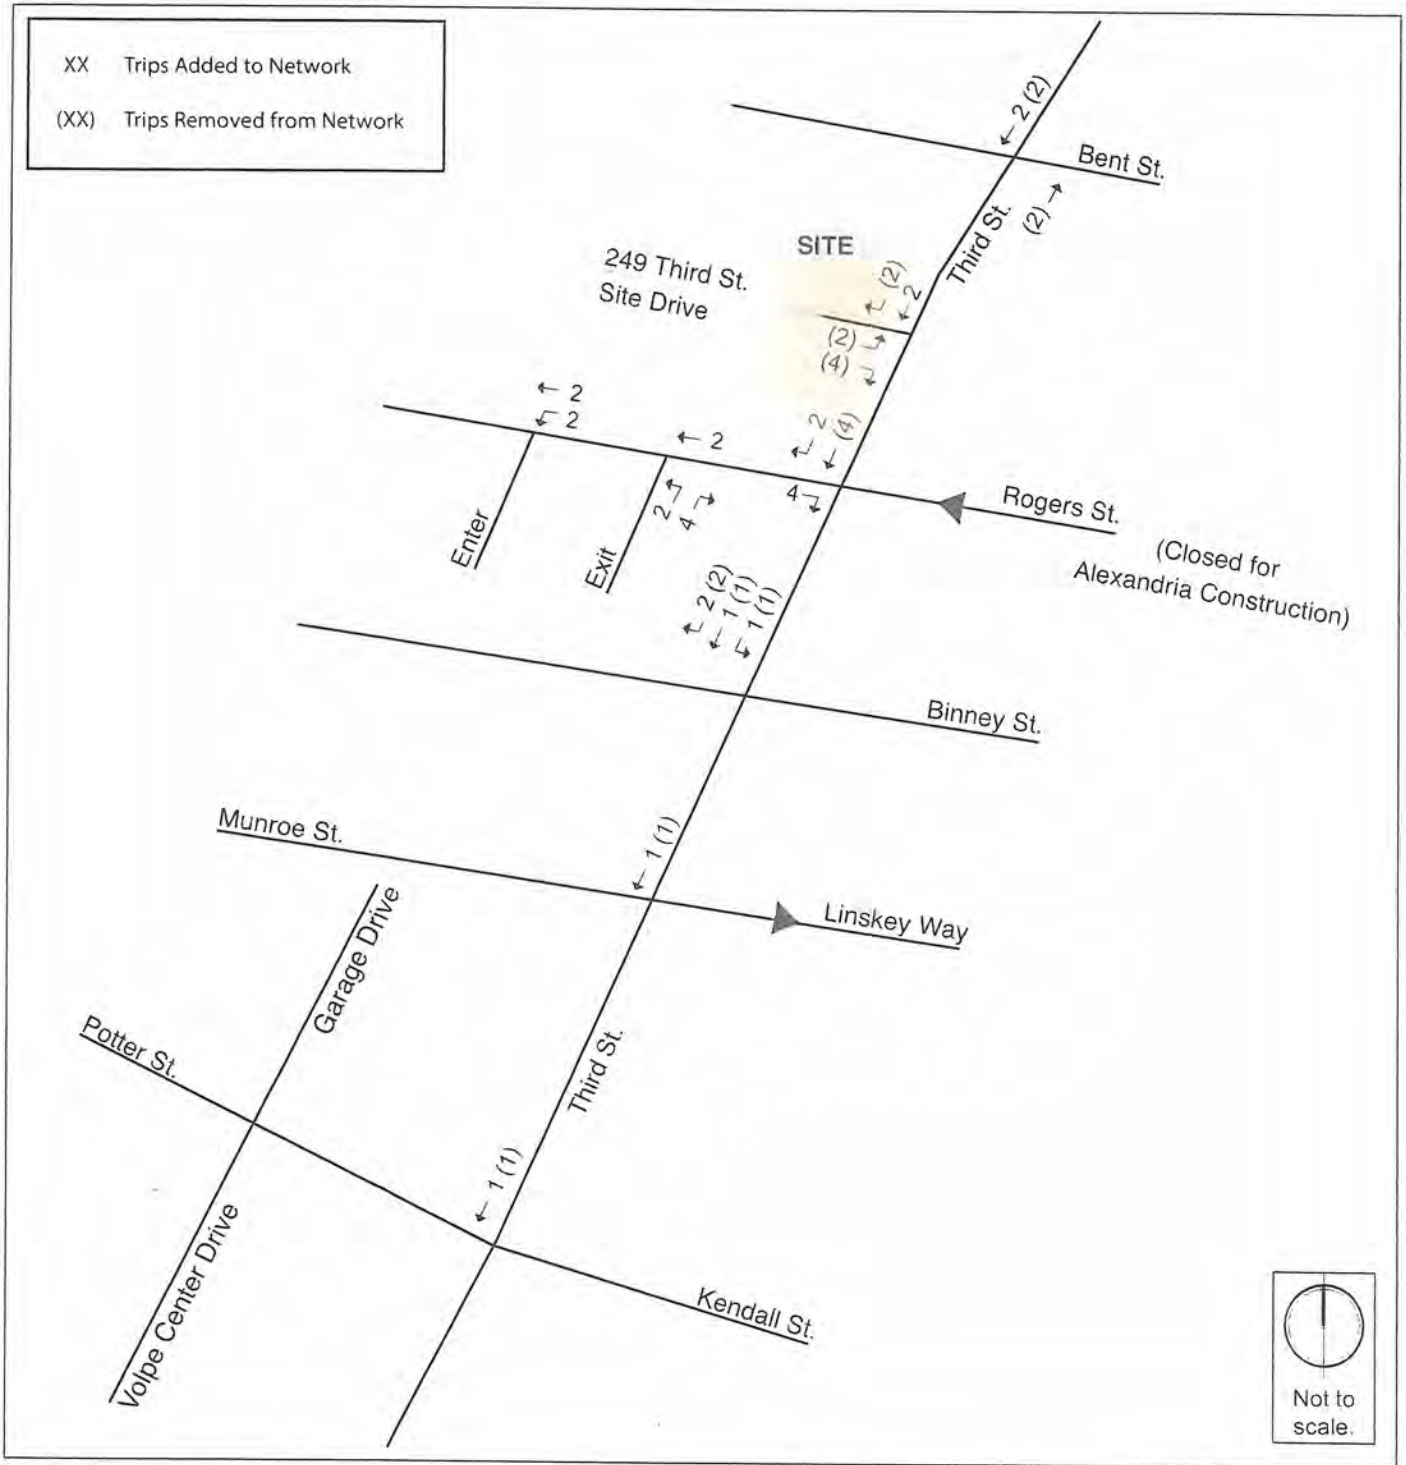 XX Trips Added to Network
(XX) Trips Removed from Network
2 (2)
Bent St.
(2)
Third St.
SITE
249 Third St.
Site Drive
(2)
2
(2)
(4)
2
2
2
2
(4)
4
Rogers St.
(Closed for
Alexandria Construction)
Enter
Exit
2
4
2 (2)
1 (1)
1 (1)
Binney St.
Munroe St.
1 (1)
Linskey Way
Garage Drive
Potter St.
Third St.
1 (1)
Volpe Center Drive
Kendall St.
Not to
scale.